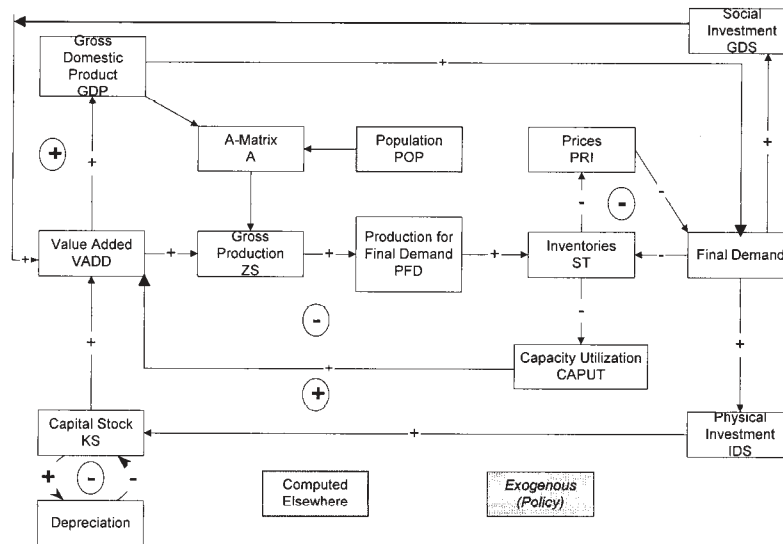 Social
Investment
GDS
Gross
Domestic
Product
GDP
+
A-Matrix
A
Population
POP
Prices
PRI
+
+
-
-
-
+
Value Added
VADD
+
Gross
Production
ZS
+
Production for
Final Demand
PFD
+
Inventories
ST
-
Final Demand
+
-
-
+
+
+
+
Capacity Utilization
CAPUT
Capital Stock
KS
+
Physical
Investment
IDS
+
-
-
Depreciation
Computed
Elsewhere
Exogenous
(Policy)